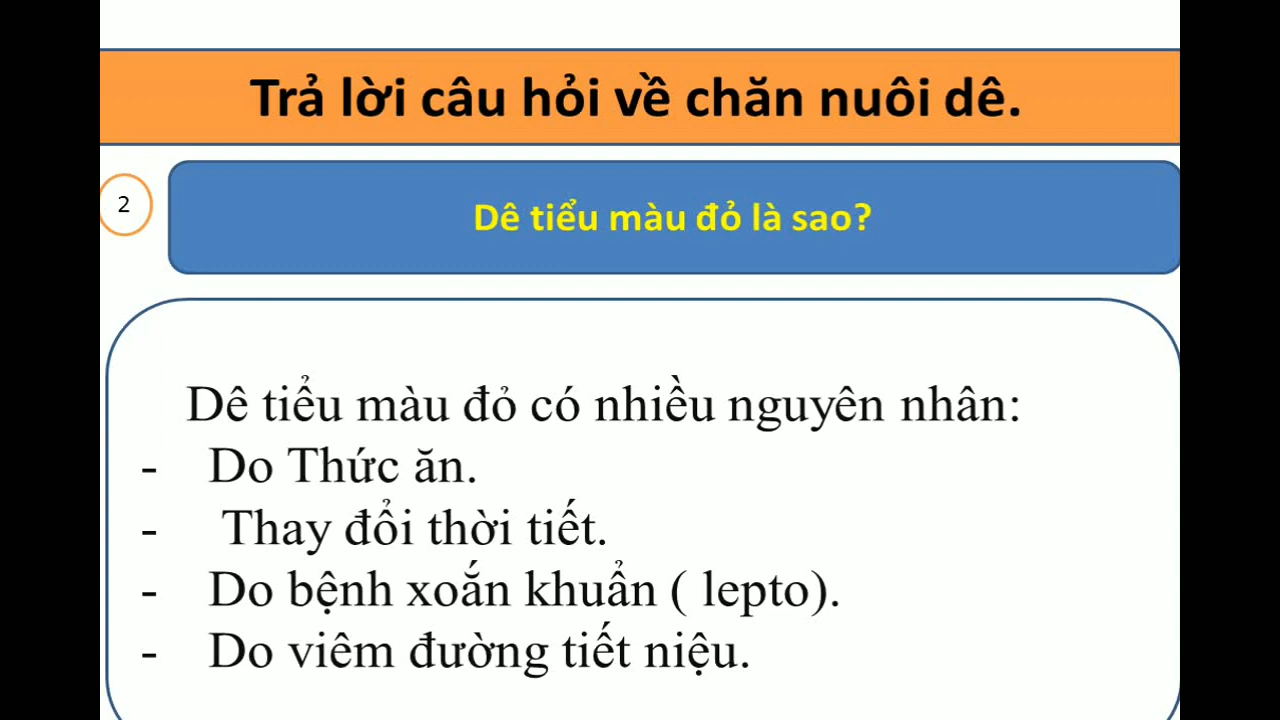 Trả lời câu hỏi về chăn nuôi dê.
2
Dê tiểu màu đỏ là sao?
Dê tiểu màu đỏ có nhiều nguyên nhân:
- Do Thức ăn.
- Thay đổi thời tiết.
- Do bệnh xoắn khuẩn ( lepto).
- Do viêm đường tiết niệu.